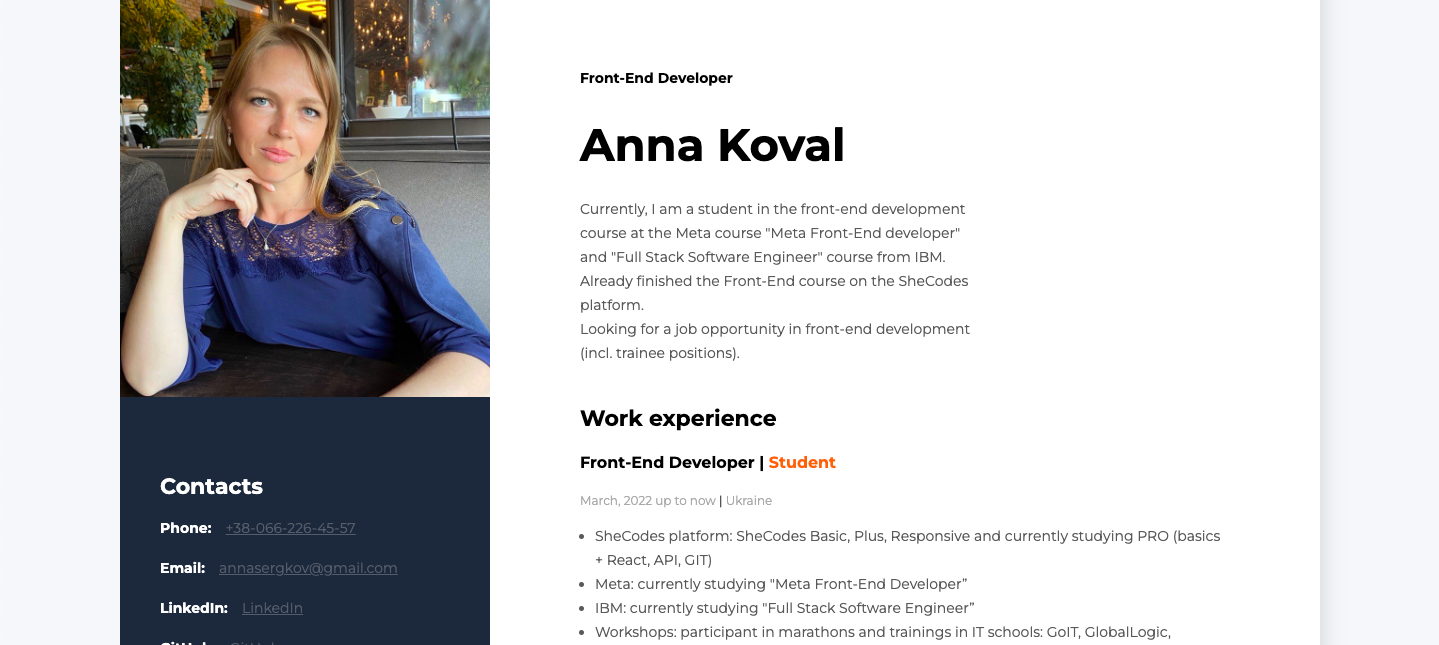 Front-End Developer
Anna Koval
Currently, I am a student in the front-end development
course at the Meta course "Meta Front-End developer"
and "Full Stack Software Engineer" course from IBM.
Already finished the Front-End course on the SheCodes
platform.
Looking for a job opportunity in front-end development
(incl. trainee positions).
Work experience
Front-End Developer | Student
March, 2022 up to now | Ukraine
SheCodes platform: SheCodes Basic, Plus, Responsive and currently studying PRO (basics
+ React, API, GIT)
Meta: currently studying "Meta Front-End Developer”
IBM: currently studying "Full Stack Software Engineer”
Workshops: participant in marathons and trainings in IT schools: GoIT, GlobalLogic,
Contacts
Phone: +38-066-226-45-57
Email: annasergkov@gmail.com
LinkedIn: LinkedIn
GitHub: GitHub